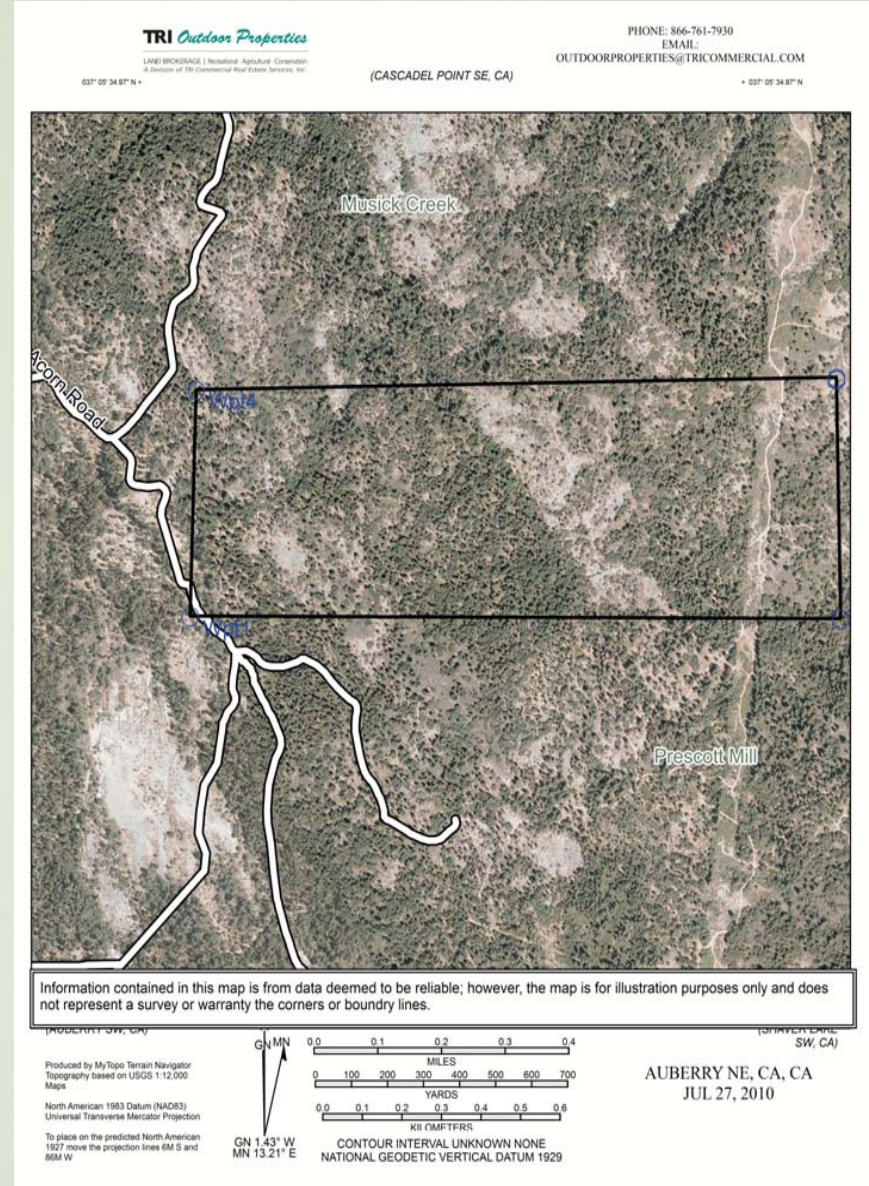 TRI Outdoor Properties
LAND BROKERAGE | Recreational · Agricultural · Conservation
A Division of TRI Commercial Real Estate Services, Inc.
PHONE: 866-761-7930
EMAIL:
OUTDOORPROPERTIES@TRICOMMERCIAL.COM
037° 05' 34.97" N +
(CASCADEL POINT SE, CA)
+ 037° 05' 34.97" N
Musick Creek
Acorn Road
Wpt4
Wpt1
Prescott Mill
Information contained in this map is from data deemed to be reliable; however, the map is for illustration purposes only and does
not represent a survey or warranty the corners or boundry lines.
(AUBERRY SW, CA)
(SHAVER LAKE
SW, CA)
Produced by MyTopo Terrain Navigator
Topography based on USGS 1:12,000
Maps
North American 1983 Datum (NAD83)
Universal Transverse Mercator Projection
To place on the predicted North American
1927 move the projection lines 6M S and
86M W
GN MN
GN 1.43° W
MN 13.21° E
0.0 0.1 0.2 0.3 0.4
MILES
0 100 200 300 400 500 600 700
YARDS
0.0 0.1 0.2 0.3 0.4 0.5 0.6
KILOMETERS
CONTOUR INTERVAL UNKNOWN NONE
NATIONAL GEODETIC VERTICAL DATUM 1929
AUBERRY NE, CA, CA
JUL 27, 2010